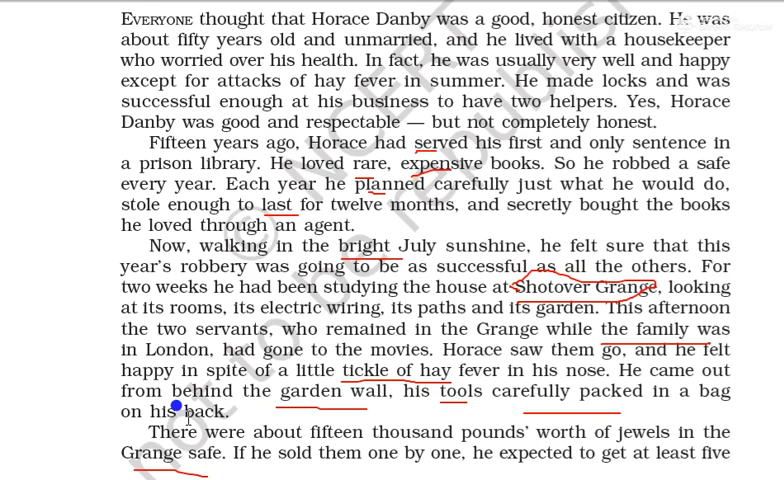 EVERYONE thought that Horace Danby was a good, honest citizen. He was
about fifty years old and unmarried, and he lived with a housekeeper
who worried over his health. In fact, he was usually very well and happy
except for attacks of hay fever in summer. He made locks and was
successful enough at his business to have two helpers. Yes, Horace
Danby was good and respectable — but not completely honest.
Fifteen years ago, Horace had served his first and only sentence in
a prison library. He loved rare, expensive books. So he robbed a safe
every year. Each year he planned carefully just what he would do,
stole enough to last for twelve months, and secretly bought the books
he loved through an agent.
Now, walking in the bright July sunshine, he felt sure that this
year's robbery was going to be as successful as all the others. For
two weeks he had been studying the house at Shotover Grange, looking
at its rooms, its electric wiring, its paths and its garden. This afternoon
the two servants, who remained in the Grange while the family was
in London, had gone to the movies. Horace saw them go, and he felt
happy in spite of a little tickle of hay fever in his nose. He came out
from behind the garden wall, his tools carefully packed in a bag
on his back.
There were about fifteen thousand pounds' worth of jewels in the
Grange safe. If he sold them one by one, he expected to get at least five
© NCERT
not to be republish